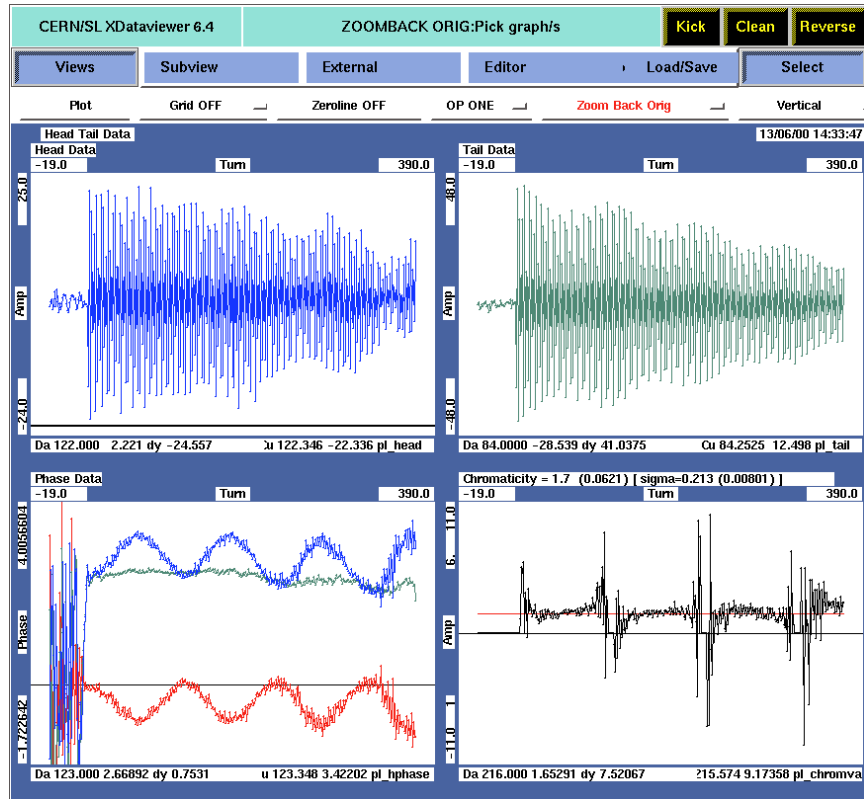 CERN/SL XDataviewer 6.4 ZOOMBACK ORIG:Pick graph/s Kick Clean Reverse
Views Subview External Editor Load/Save Select
Plot Grid OFF Zeroline OFF OP ONE Zoom Back Orig Vertical
Head Tail Data 13/06/00 14:33:47
Head Data
-19.0 Turn 390.0
25.0
Amp
-24.0
Da 122.000 2.221 dy -24.557 Cu 122.346 -22.336 pl_head
Tail Data
-19.0 Turn 390.0
48.0
Amp
-48.0
Da 84.0000 -28.539 dy 41.0375 Cu 84.2525 12.498 pl_tail
Phase Data
-19.0 Turn 390.0
4.0056604
Phase
-1.722642
Da 123.000 2.66892 dy 0.7531 u 123.348 3.42202 pl_hphase
Chromaticity = 1.7 (0.0621) [ sigma=0.213 (0.00801) ]
-19.0 Turn 390.0
11.0
6.
Amp
1
-11.0
Da 216.000 1.65291 dy 7.52067 215.574 9.17358 pl_chromva